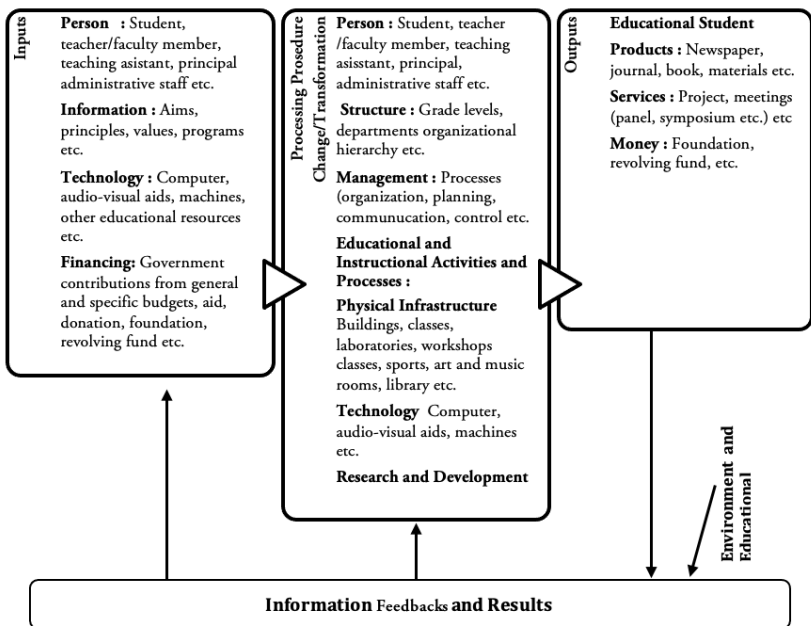 Inputs
Person : Student,
teacher/faculty member,
teaching asistant, principal
administrative staff etc.
Information : Aims,
principles, values, programs
etc.
Technology : Computer,
audio-visual aids, machines,
other educational resources
etc.
Financing: Government
contributions from general
and specific budgets, aid,
donation, foundation,
revolving fund etc.
Processing Prosedure
Change/Transformation
Person : Student, teacher
/faculty member, teaching
asisstant, principal,
administrative staff etc.
Structure : Grade levels,
departments organizational
hierarchy etc.
Management : Processes
(organization, planning,
communucation, control etc.
Educational and
Instructional Activities and
Processes :
Physical Infrastructure
Buildings, classes,
laboratories, workshops
classes, sports, art and music
rooms, library etc.
Technology Computer,
audio-visual aids, machines
etc.
Research and Development
Outputs
Educational Student
Products : Newspaper,
journal, book, materials etc.
Services : Project, meetings
(panel, symposium etc.) etc
Money : Foundation,
revolving fund, etc.
Environment and
Educational
Information Feedbacks and Results